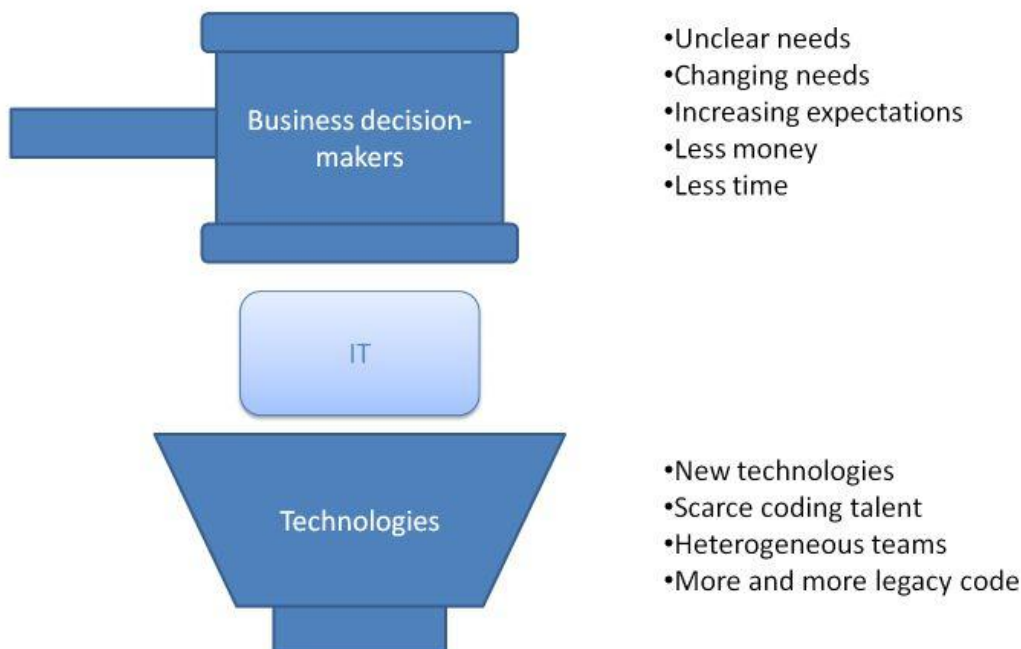 Business decision-
makers
•Unclear needs
•Changing needs
•Increasing expectations
•Less money
•Less time
IT
Technologies
•New technologies
•Scarce coding talent
•Heterogeneous teams
•More and more legacy code